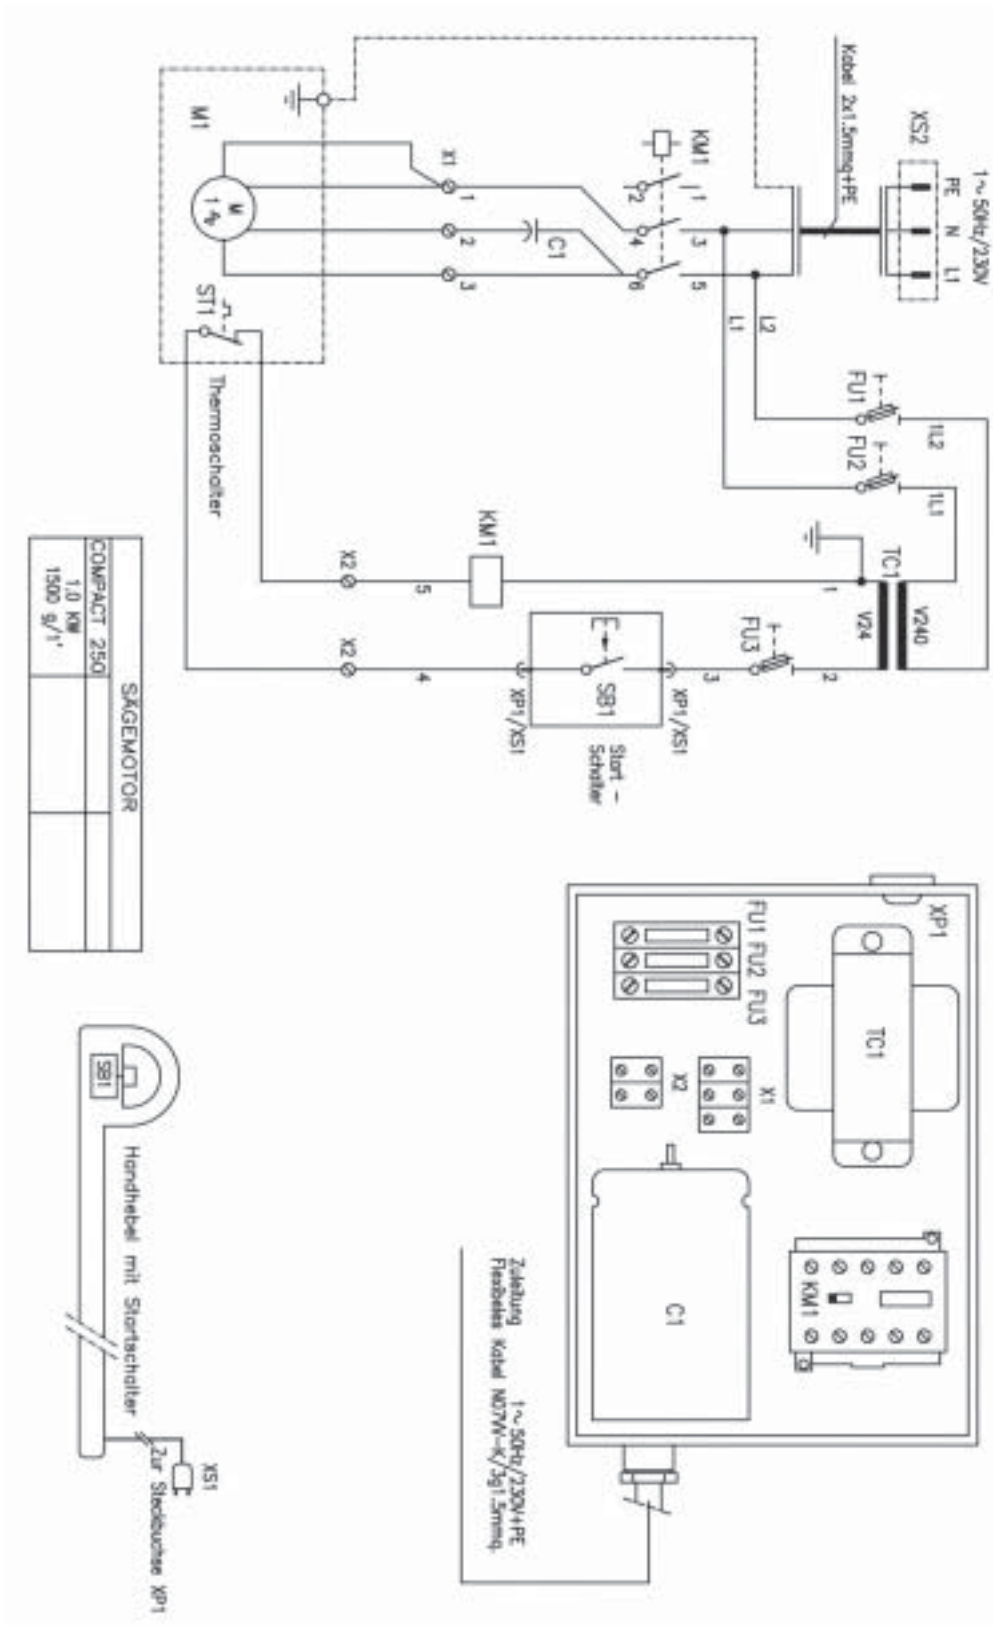 1~ 50Hz/230V
XS2
PE
N
L1
Kabel 2x1.5mmq+PE
KM1
1
2
3
4
5
6
X1
1
2
3
C1
M1
M
1
ST1
Thermoschalter
L1
L2
FU1
FU2
1L2
1L1
TC1
V240
V24
1
2
FU3
3
KM1
5
X2
X2
4
XP1/XS1
XP1/XS1
E
SB1
Start -
Schalter
SÄGEMOTOR
COMPACT 250
1,0 KW
1500 g/1'
XP1
TC1
FU1 FU2 FU3
X1
X2
KM1
C1
Zuleitung 1~ 50Hz/230V+PE
Flexibeles Kabel N07VV-K/3g1.5mmq.
SB1
Handhebel mit Startschalter
XS1
Zur Steckbuchse XP1